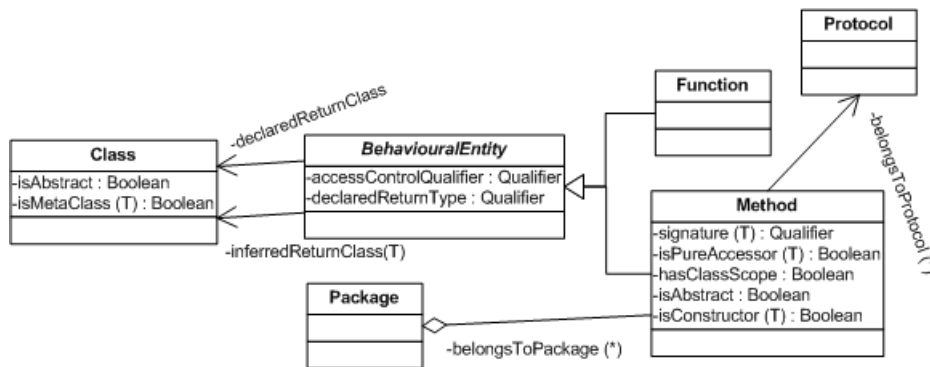 Protocol
Function
-declaredReturnClass
Class
-isAbstract : Boolean
-isMetaClass (T) : Boolean
BehaviouralEntity
-accessControlQualifier : Qualifier
-declaredReturnType : Qualifier
-belongsToProtocol (*)
-inferredReturnClass(T)
Method
-signature (T) : Qualifier
-isPureAccessor (T) : Boolean
-hasClassScope : Boolean
-isAbstract : Boolean
-isConstructor (T) : Boolean
Package
-belongsToPackage (*)